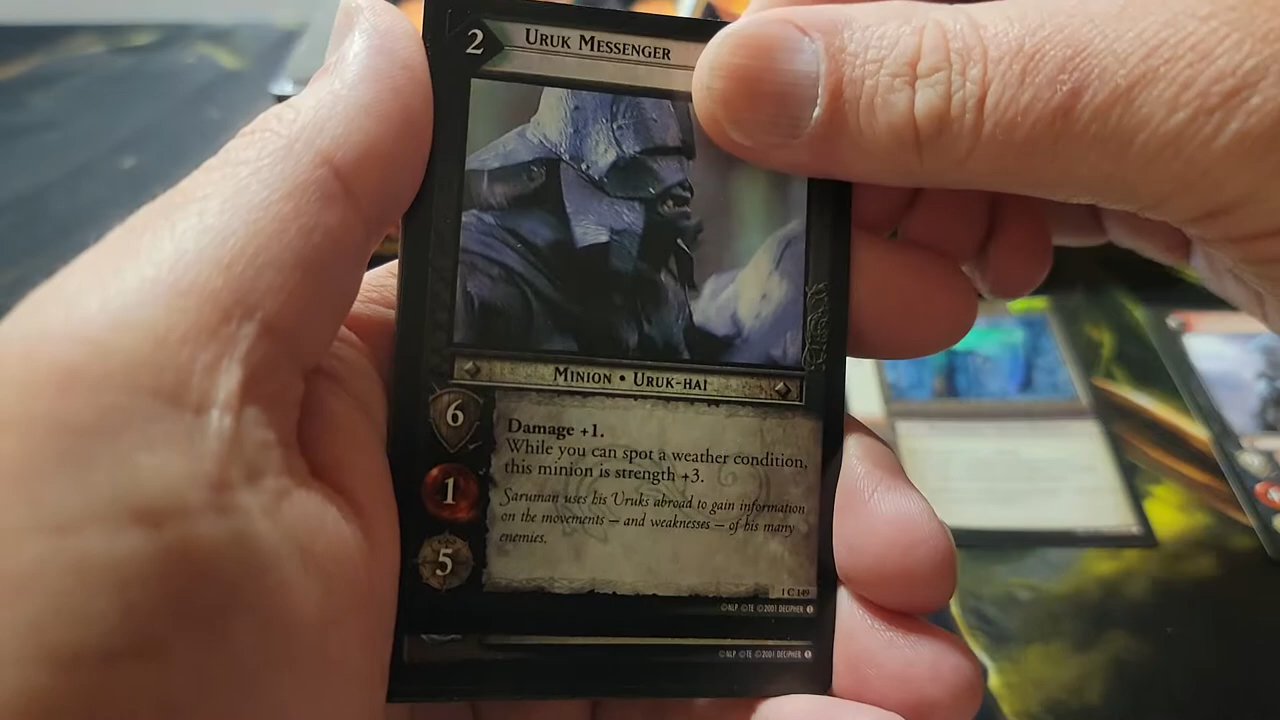 2
Uruk Messenger
Minion • Uruk-hai
6
Damage +1.
While you can spot a weather condition,
this minion is strength +3.
1
Saruman uses his Uruks abroad to gain information
on the movements — and weaknesses — of his many
enemies.
5
1 C 149
©NLP ©TE ©2001 DECIPHER
©NLP ©TE ©2001 DECIPHER